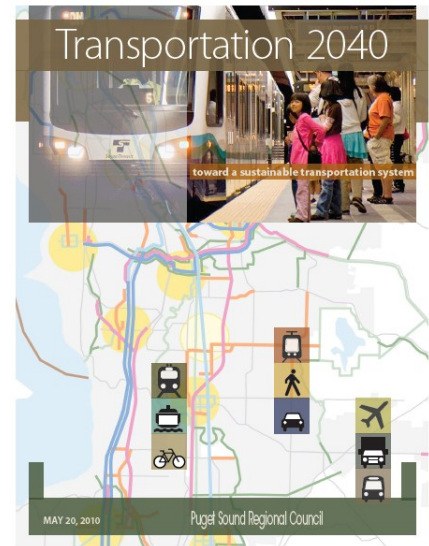 Transportation 2040
toward a sustainable transportation system
MAY 20, 2010
Puget Sound Regional Council